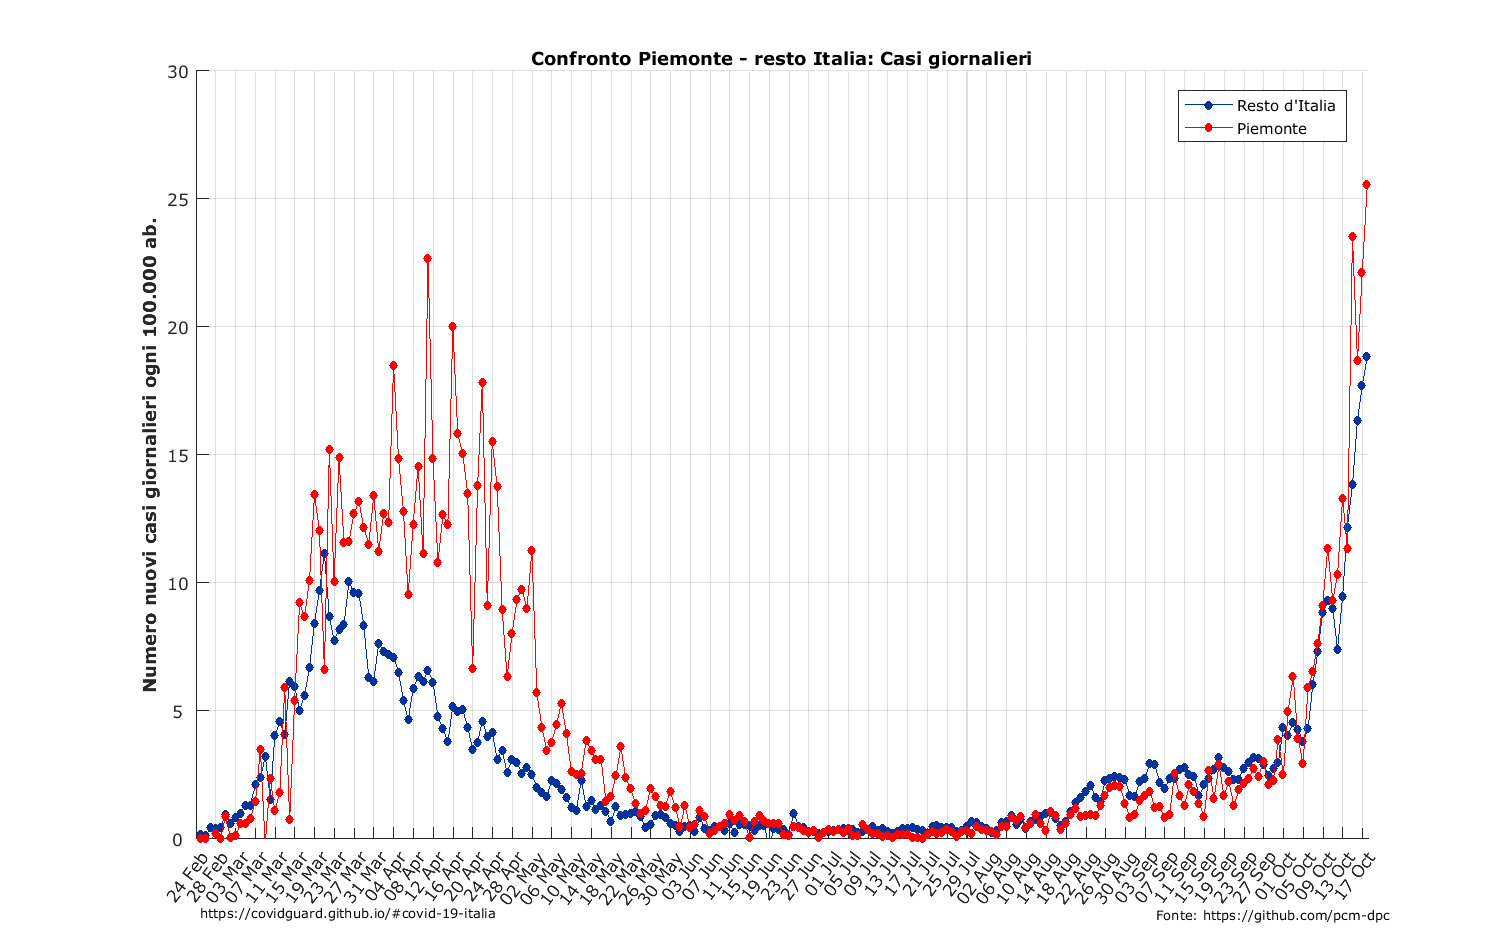 Confronto Piemonte - resto Italia: Casi giornalieri
Resto d'Italia
Piemonte
Numero nuovi casi giornalieri ogni 100.000 ab.
30
25
20
15
10
5
0
24 Feb
28 Feb
03 Mar
07 Mar
11 Mar
15 Mar
19 Mar
23 Mar
27 Mar
31 Mar
04 Apr
08 Apr
12 Apr
16 Apr
20 Apr
24 Apr
28 Apr
02 May
06 May
10 May
14 May
18 May
22 May
26 May
30 May
03 Jun
07 Jun
11 Jun
15 Jun
19 Jun
23 Jun
27 Jun
01 Jul
05 Jul
09 Jul
13 Jul
17 Jul
21 Jul
25 Jul
29 Jul
02 Aug
06 Aug
10 Aug
14 Aug
18 Aug
22 Aug
26 Aug
30 Aug
03 Sep
07 Sep
11 Sep
15 Sep
19 Sep
23 Sep
27 Sep
01 Oct
05 Oct
09 Oct
13 Oct
17 Oct
https://covidguard.github.io/#covid-19-italia
Fonte: https://github.com/pcm-dpc